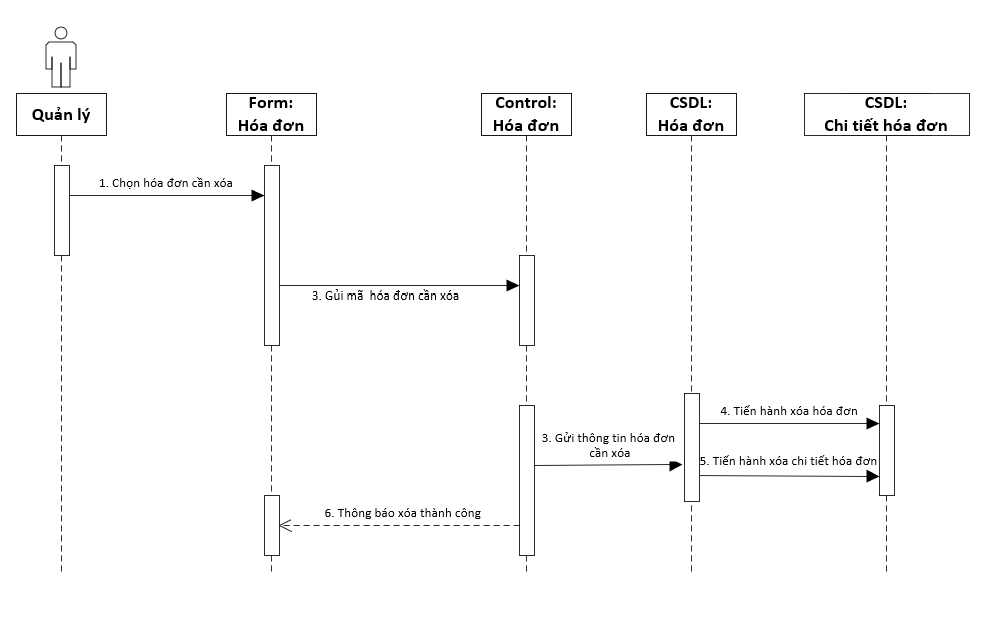 Quản lý
Form:
Hóa đơn
Control:
Hóa đơn
CSDL:
Hóa đơn
CSDL:
Chi tiết hóa đơn
1. Chọn hóa đơn cần xóa
3. Gủi mã  hóa đơn cần xóa
4. Tiến hành xóa hóa đơn
3. Gửi thông tin hóa đơn
cần xóa
5. Tiến hành xóa chi tiết hóa đơn
6. Thông báo xóa thành công